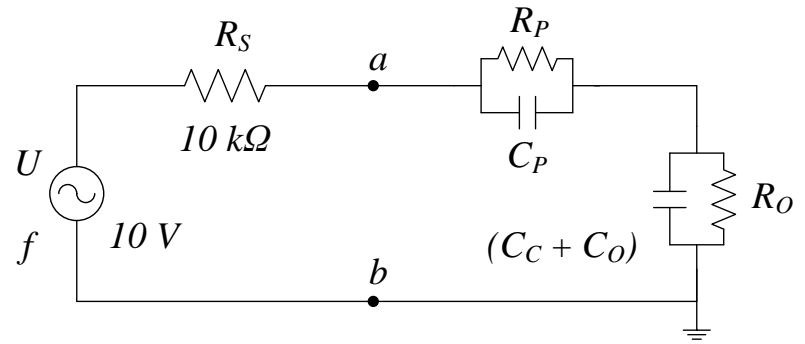 R_S
10 kΩ
a
R_P
C_P
U
f
10 V
(C_C + C_O)
R_O
b